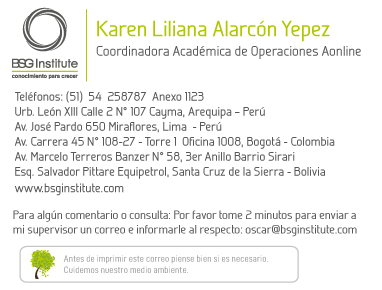 BSG Institute
conocimiento para crecer
Karen Liliana Alarcón Yepez
Coordinadora Académica de Operaciones Aonline
Teléfonos: (51) 54 258787 Anexo 1123
Urb. León XIII Calle 2 N° 107 Cayma, Arequipa – Perú
Av. José Pardo 650 Miraflores, Lima - Perú
Av. Carrera 45 N° 108-27 - Torre 1 Oficina 1008, Bogotá - Colombia
Av. Marcelo Terreros Banzer N° 58, 3er Anillo Barrio Sirari
Esq. Salvador Pittare Equipetrol, Santa Cruz de la Sierra - Bolivia
www.bsginstitute.com
Para algún comentario o consulta: Por favor tome 2 minutos para enviar a
mi supervisor un correo e informarle al respecto: oscar@bsginstitute.com
Antes de imprimir este correo piense bien si es necesario.
Cuidemos nuestro medio ambiente.